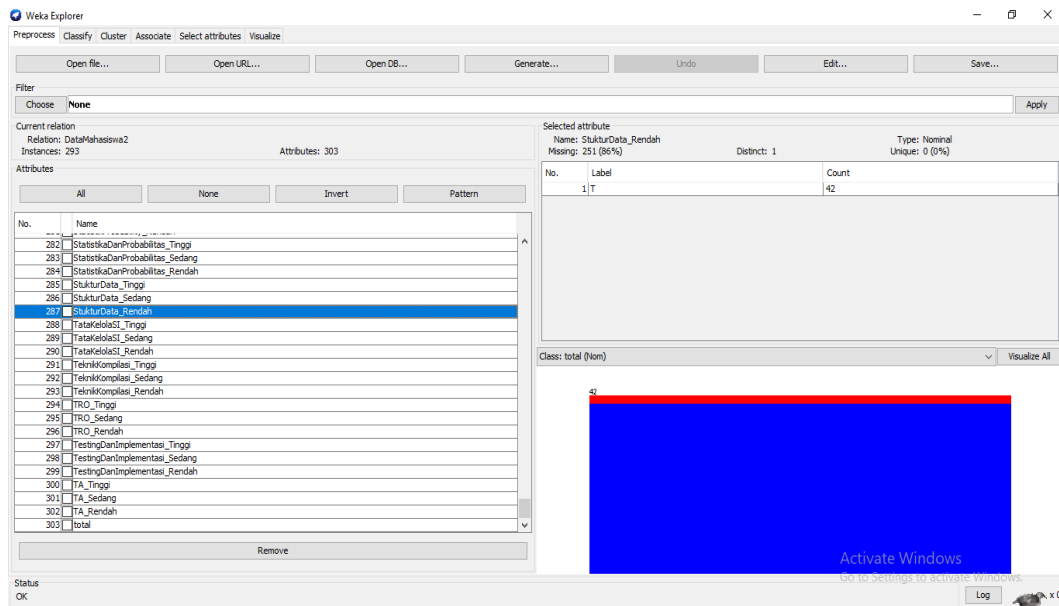 Weka Explorer
Preprocess Classify Cluster Associate Select attributes Visualize
Open file... Open URL... Open DB... Generate... Undo Edit... Save...
Filter
Choose None Apply
Current relation
Relation: DataMahasiswa2
Instances: 293 Attributes: 303
Attributes
All None Invert Pattern
No. Name
282 StatistikaDanProbabilitas_Tinggi
283 StatistikaDanProbabilitas_Sedang
284 StatistikaDanProbabilitas_Rendah
285 StukturData_Tinggi
286 StukturData_Sedang
287 StukturData_Rendah
288 TataKelolaSI_Tinggi
289 TataKelolaSI_Sedang
290 TataKelolaSI_Rendah
291 TeknikKompilasi_Tinggi
292 TeknikKompilasi_Sedang
293 TeknikKompilasi_Rendah
294 TRO_Tinggi
295 TRO_Sedang
296 TRO_Rendah
297 TestingDanImplementasi_Tinggi
298 TestingDanImplementasi_Sedang
299 TestingDanImplementasi_Rendah
300 TA_Tinggi
301 TA_Sedang
302 TA_Rendah
303 total
Remove
Selected attribute
Name: StukturData_Rendah Type: Nominal
Missing: 251 (86%) Distinct: 1 Unique: 0 (0%)
No. Label Count
1 T 42
Class: total (Nom) Visualize All
42
Activate Windows
Go to Settings to activate Windows.
Status
OK
Log
x